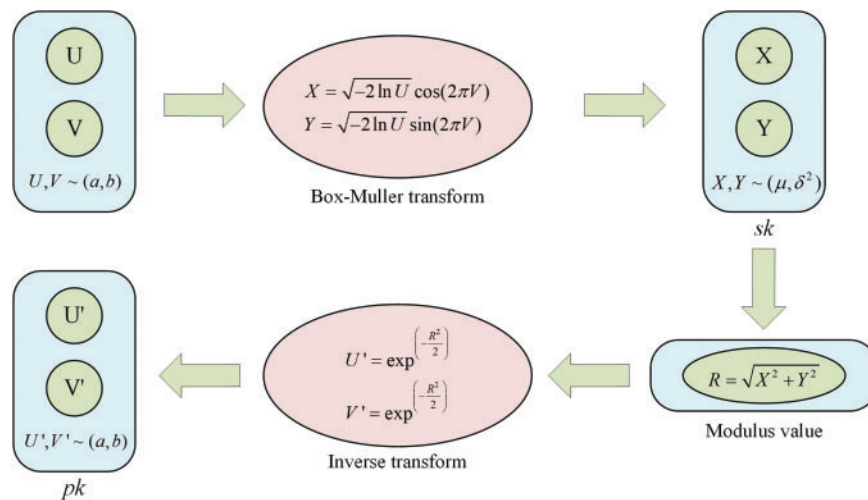 U
V
U,V ~ (a,b)
X = √−2 ln U cos(2πV)
Y = √−2 ln U sin(2πV)
Box-Muller transform
X
Y
X,Y ~ (μ,δ²)
sk
R = √X² + Y²
Modulus value
U' = exp^(−R²/2)
V' = exp^(−R²/2)
Inverse transform
U'
V'
U',V' ~ (a,b)
pk